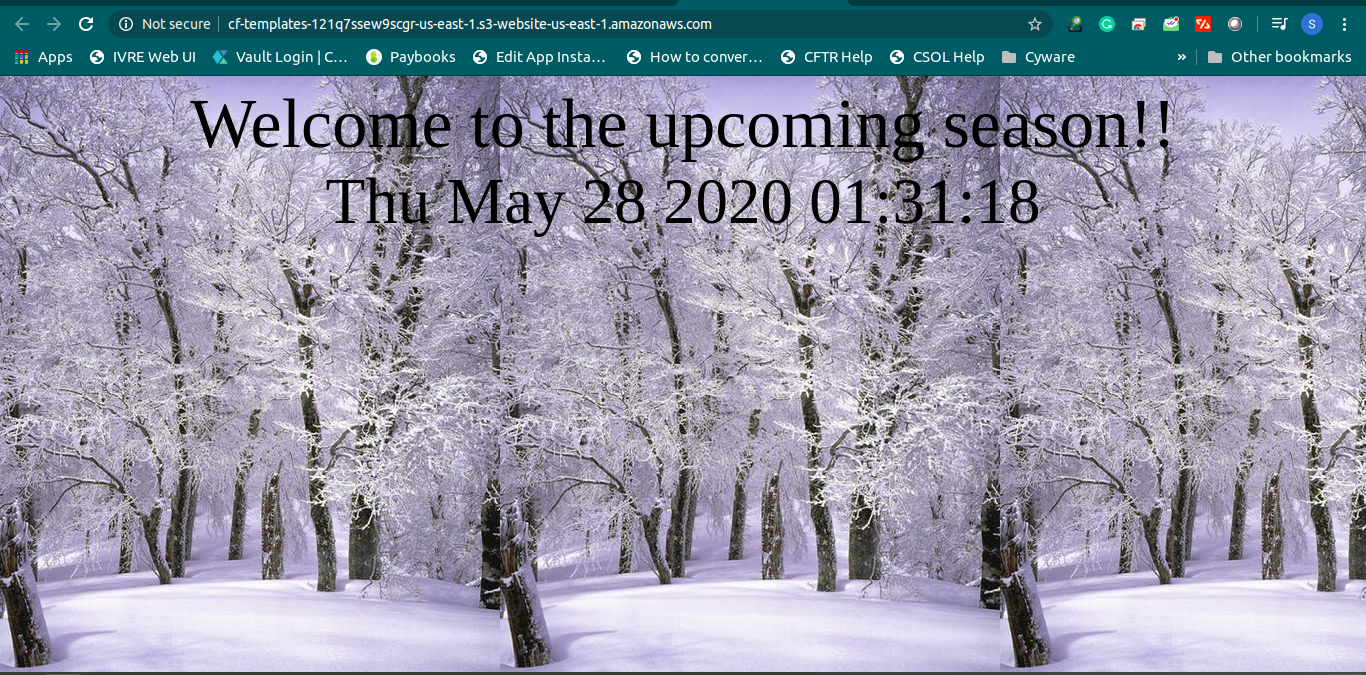 Not secure
cf-templates-121q7ssew9scgr-us-east-1.s3-website-us-east-1.amazonaws.com
S
Apps
IVRE Web UI
Vault Login | C...
Paybooks
Edit App Insta...
How to conver...
CFTR Help
CSOL Help
Cyware
»
Other bookmarks
Welcome to the upcoming season!!
Thu May 28 2020 01:31:18